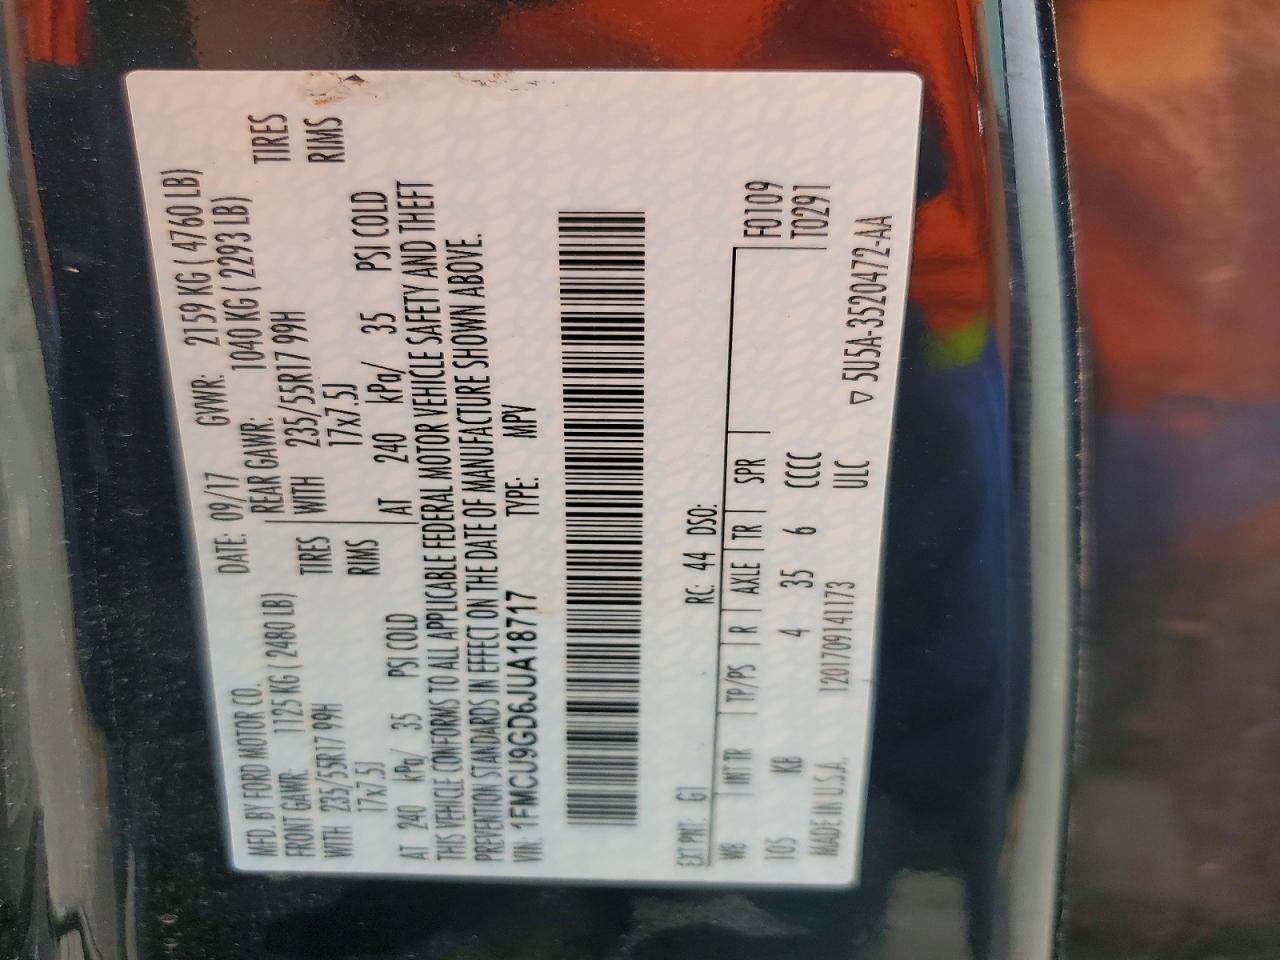 MFD. BY FORD MOTOR CO. DATE: 09/17 GVWR: 2159 KG ( 4760 LB)
FRONT GAWR: 1125 KG ( 2480 LB) REAR GAWR: 1040 KG ( 2293 LB)
WITH 235/55R17 99H TIRES WITH 235/55R17 99H TIRES
17x7.5J RIMS 17x7.5J RIMS
AT 240 kPa/ 35 PSI COLD AT 240 kPa/ 35 PSI COLD
THIS VEHICLE CONFORMS TO ALL APPLICABLE FEDERAL MOTOR VEHICLE SAFETY AND THEFT
PREVENTION STANDARDS IN EFFECT ON THE DATE OF MANUFACTURE SHOWN ABOVE.
VIN: 1FMCU9GD6JUA18717 TYPE: MPV
EXT PNT: G1 RC: 44 DSO: F0109
WB INT TR TP/PS R AXLE TR SPR T0291
105 KB 4 35 6 CCCC
MADE IN U.S.A. 1201709141173 ULC ▽ 5U5A-3520472-AA